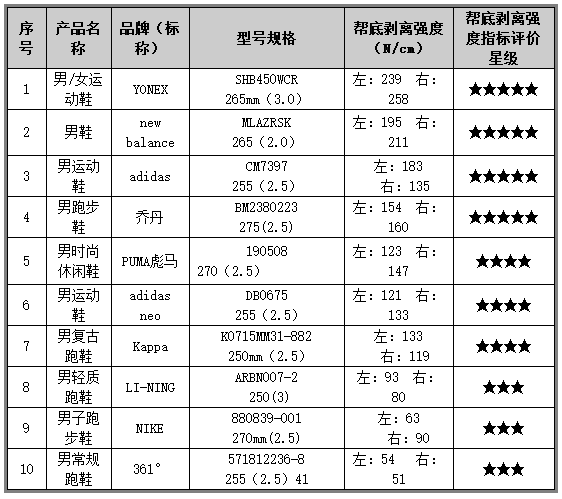 序号 产品名称 品牌（标称） 型号规格 帮底剥离强度（N/cm） 帮底剥离强度指标评价星级
1 男/女运动鞋 YONEX SHB450WCR 265mm（3.0） 左：239 右：258 ★★★★★
2 男鞋 new balance MLAZRSK 265（2.0） 左：195 右：211 ★★★★★
3 男运动鞋 adidas CM7397 255（2.5） 左：183 右：135 ★★★★★
4 男跑步鞋 乔丹 BM2380223 275(2.5) 左：154 右：160 ★★★★★
5 男时尚休闲鞋 PUMA彪马 190508 270（2.5） 左：123 右：147 ★★★★
6 男运动鞋 adidas neo DB0675 255（2.5） 左：121 右：133 ★★★★
7 男复古跑鞋 Kappa K0715MM31-882 250mm（2.5） 左：133 右：119 ★★★★
8 男轻质跑鞋 LI-NING ARBN007-2 250(3) 左：93 右：80 ★★★
9 男子跑步鞋 NIKE 880839-001 270mm(2.5) 左：63 右：90 ★★★
10 男常规跑鞋 361° 571812236-8 255（2.5）41 左：54 右：51 ★★★